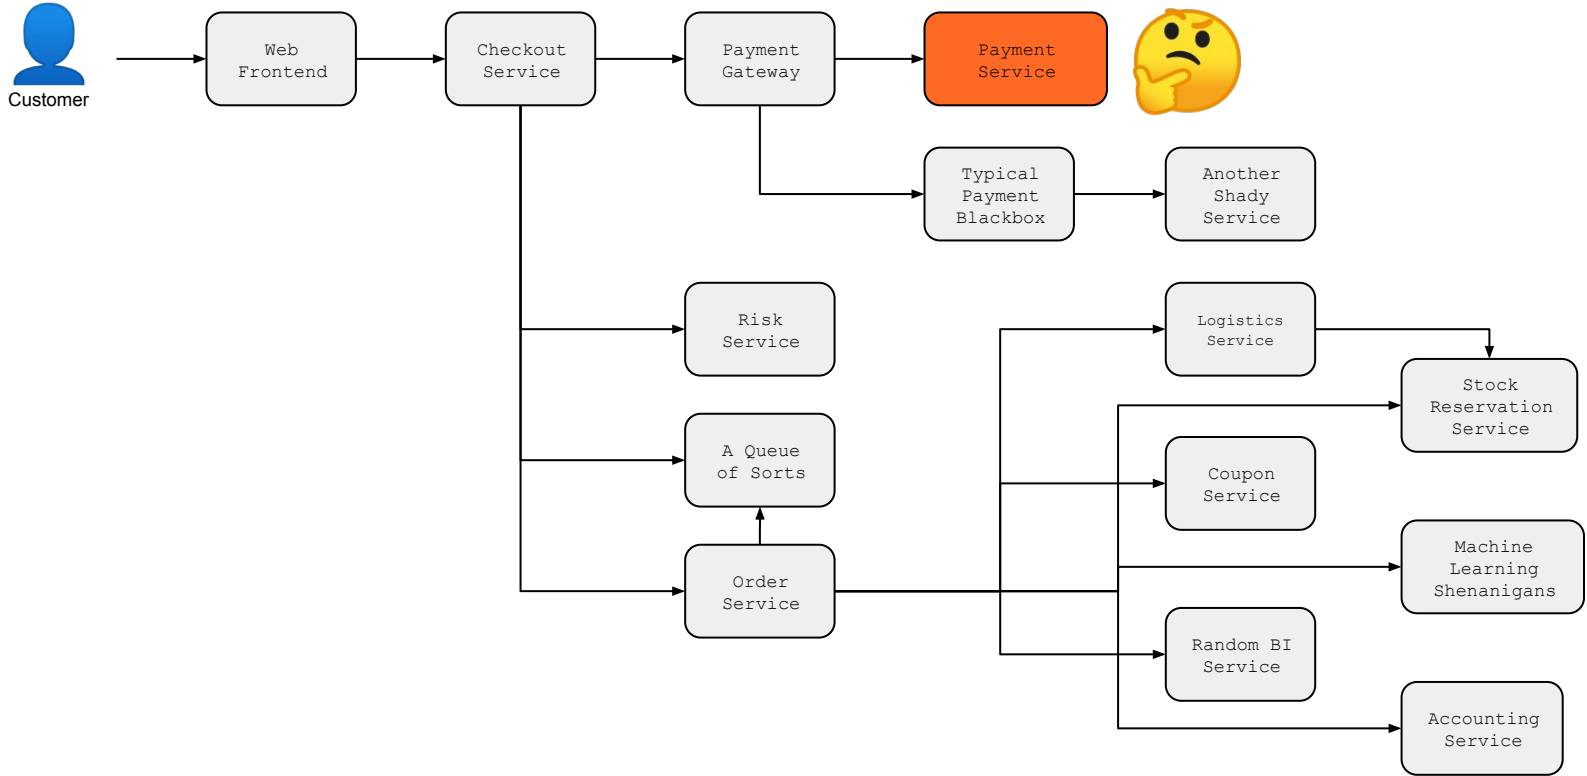 Customer
Web
Frontend
Checkout
Service
Payment
Gateway
Payment
Service
Typical
Payment
Blackbox
Another
Shady
Service
Risk
Service
Logistics
Service
Stock
Reservation
Service
A Queue
of Sorts
Coupon
Service
Order
Service
Machine
Learning
Shenanigans
Random BI
Service
Accounting
Service